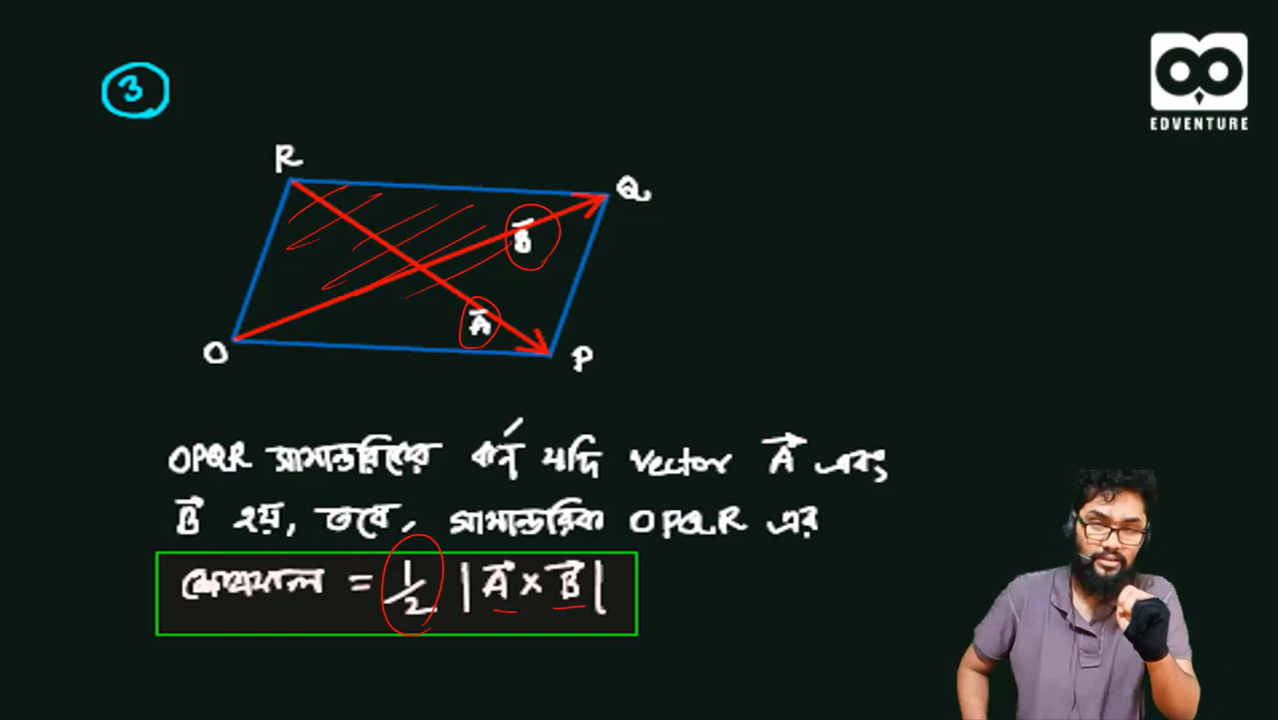 3
EDVENTURE
R
Q
B
A
O
P
OPQR সামান্তরিকের কর্ন যদি vector A⃗ এবং
B⃗ হয়, তবে, সামান্তরিক OPQR এর
ক্ষেত্রফল = 1/2 |A⃗ × B⃗|